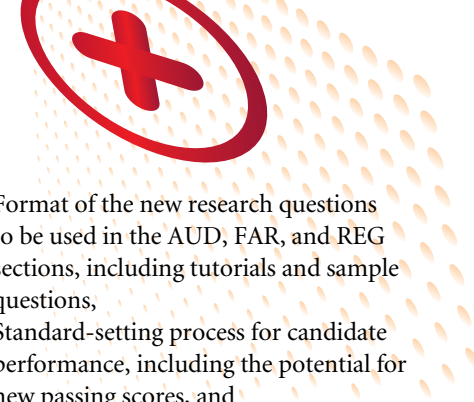 Format of the new research questions
to be used in the AUD, FAR, and REG
sections, including tutorials and sample
questions,
Standard-setting process for candidate
performance, including the potential for
new passing scores, and